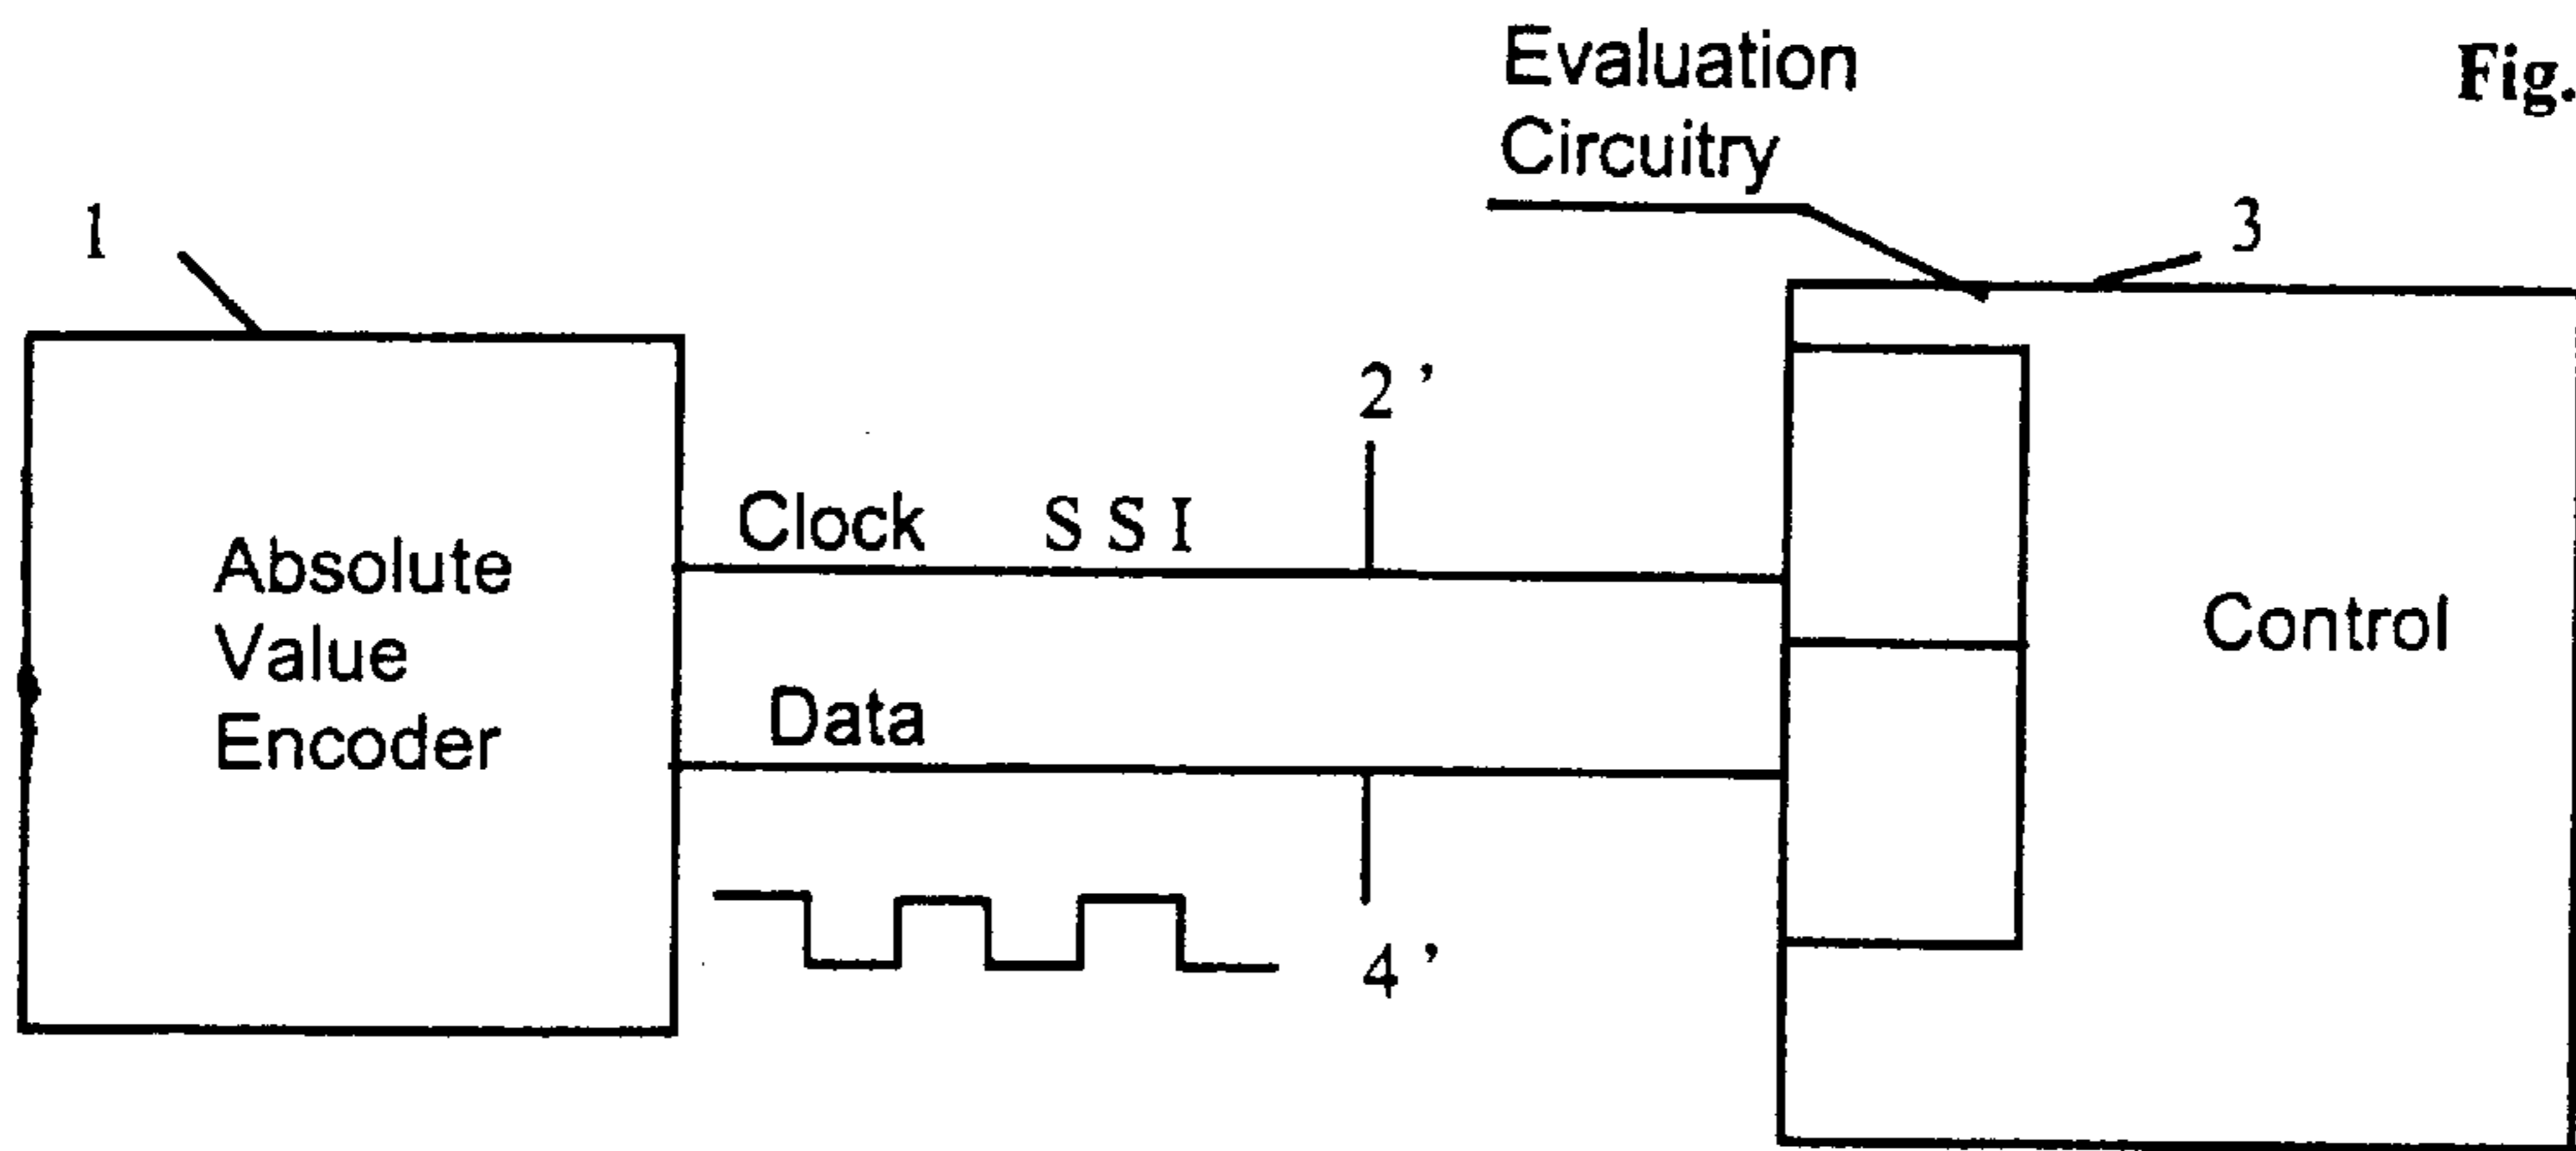 Evaluation
Circuitry
Fig.
1
3
2'
Clock SSI
Absolute
Value
Encoder
Control
Data
4'